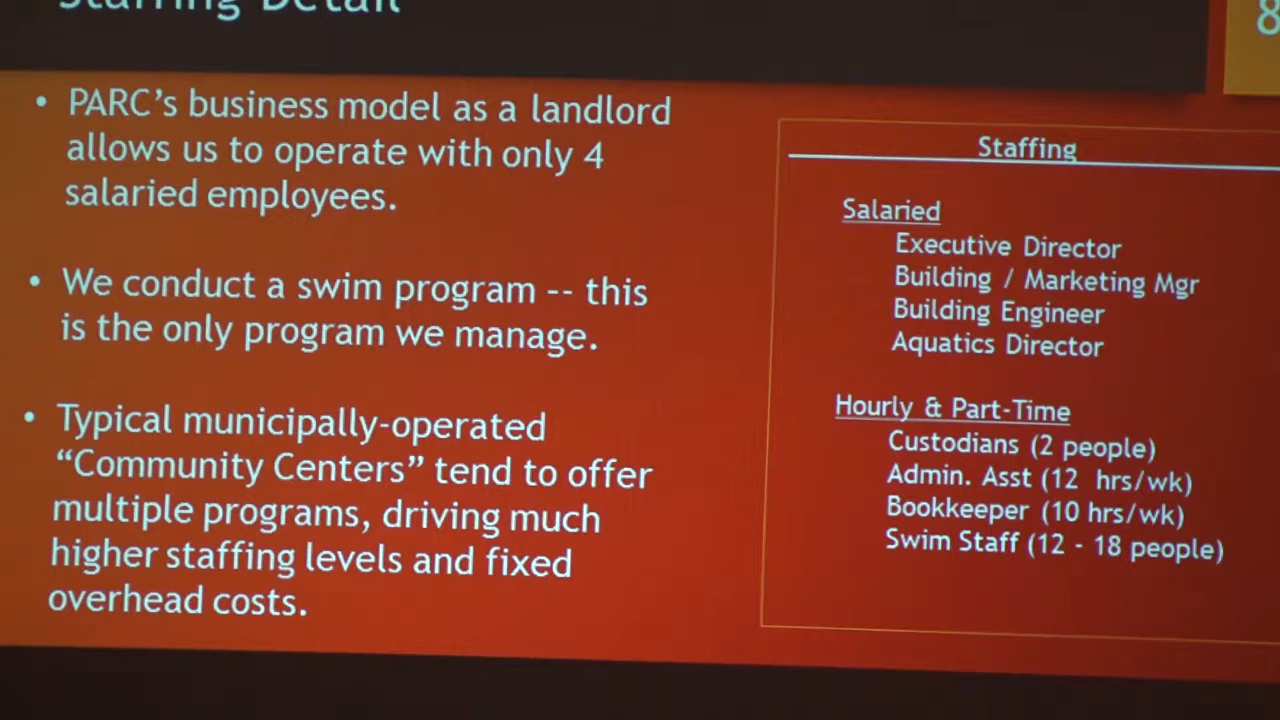 Staffing Detail
8
• PARC's business model as a landlord
allows us to operate with only 4
salaried employees.
• We conduct a swim program -- this
is the only program we manage.
• Typical municipally-operated
“Community Centers” tend to offer
multiple programs, driving much
higher staffing levels and fixed
overhead costs.
Staffing
Salaried
Executive Director
Building / Marketing Mgr
Building Engineer
Aquatics Director
Hourly & Part-Time
Custodians (2 people)
Admin. Asst (12 hrs/wk)
Bookkeeper (10 hrs/wk)
Swim Staff (12 - 18 people)